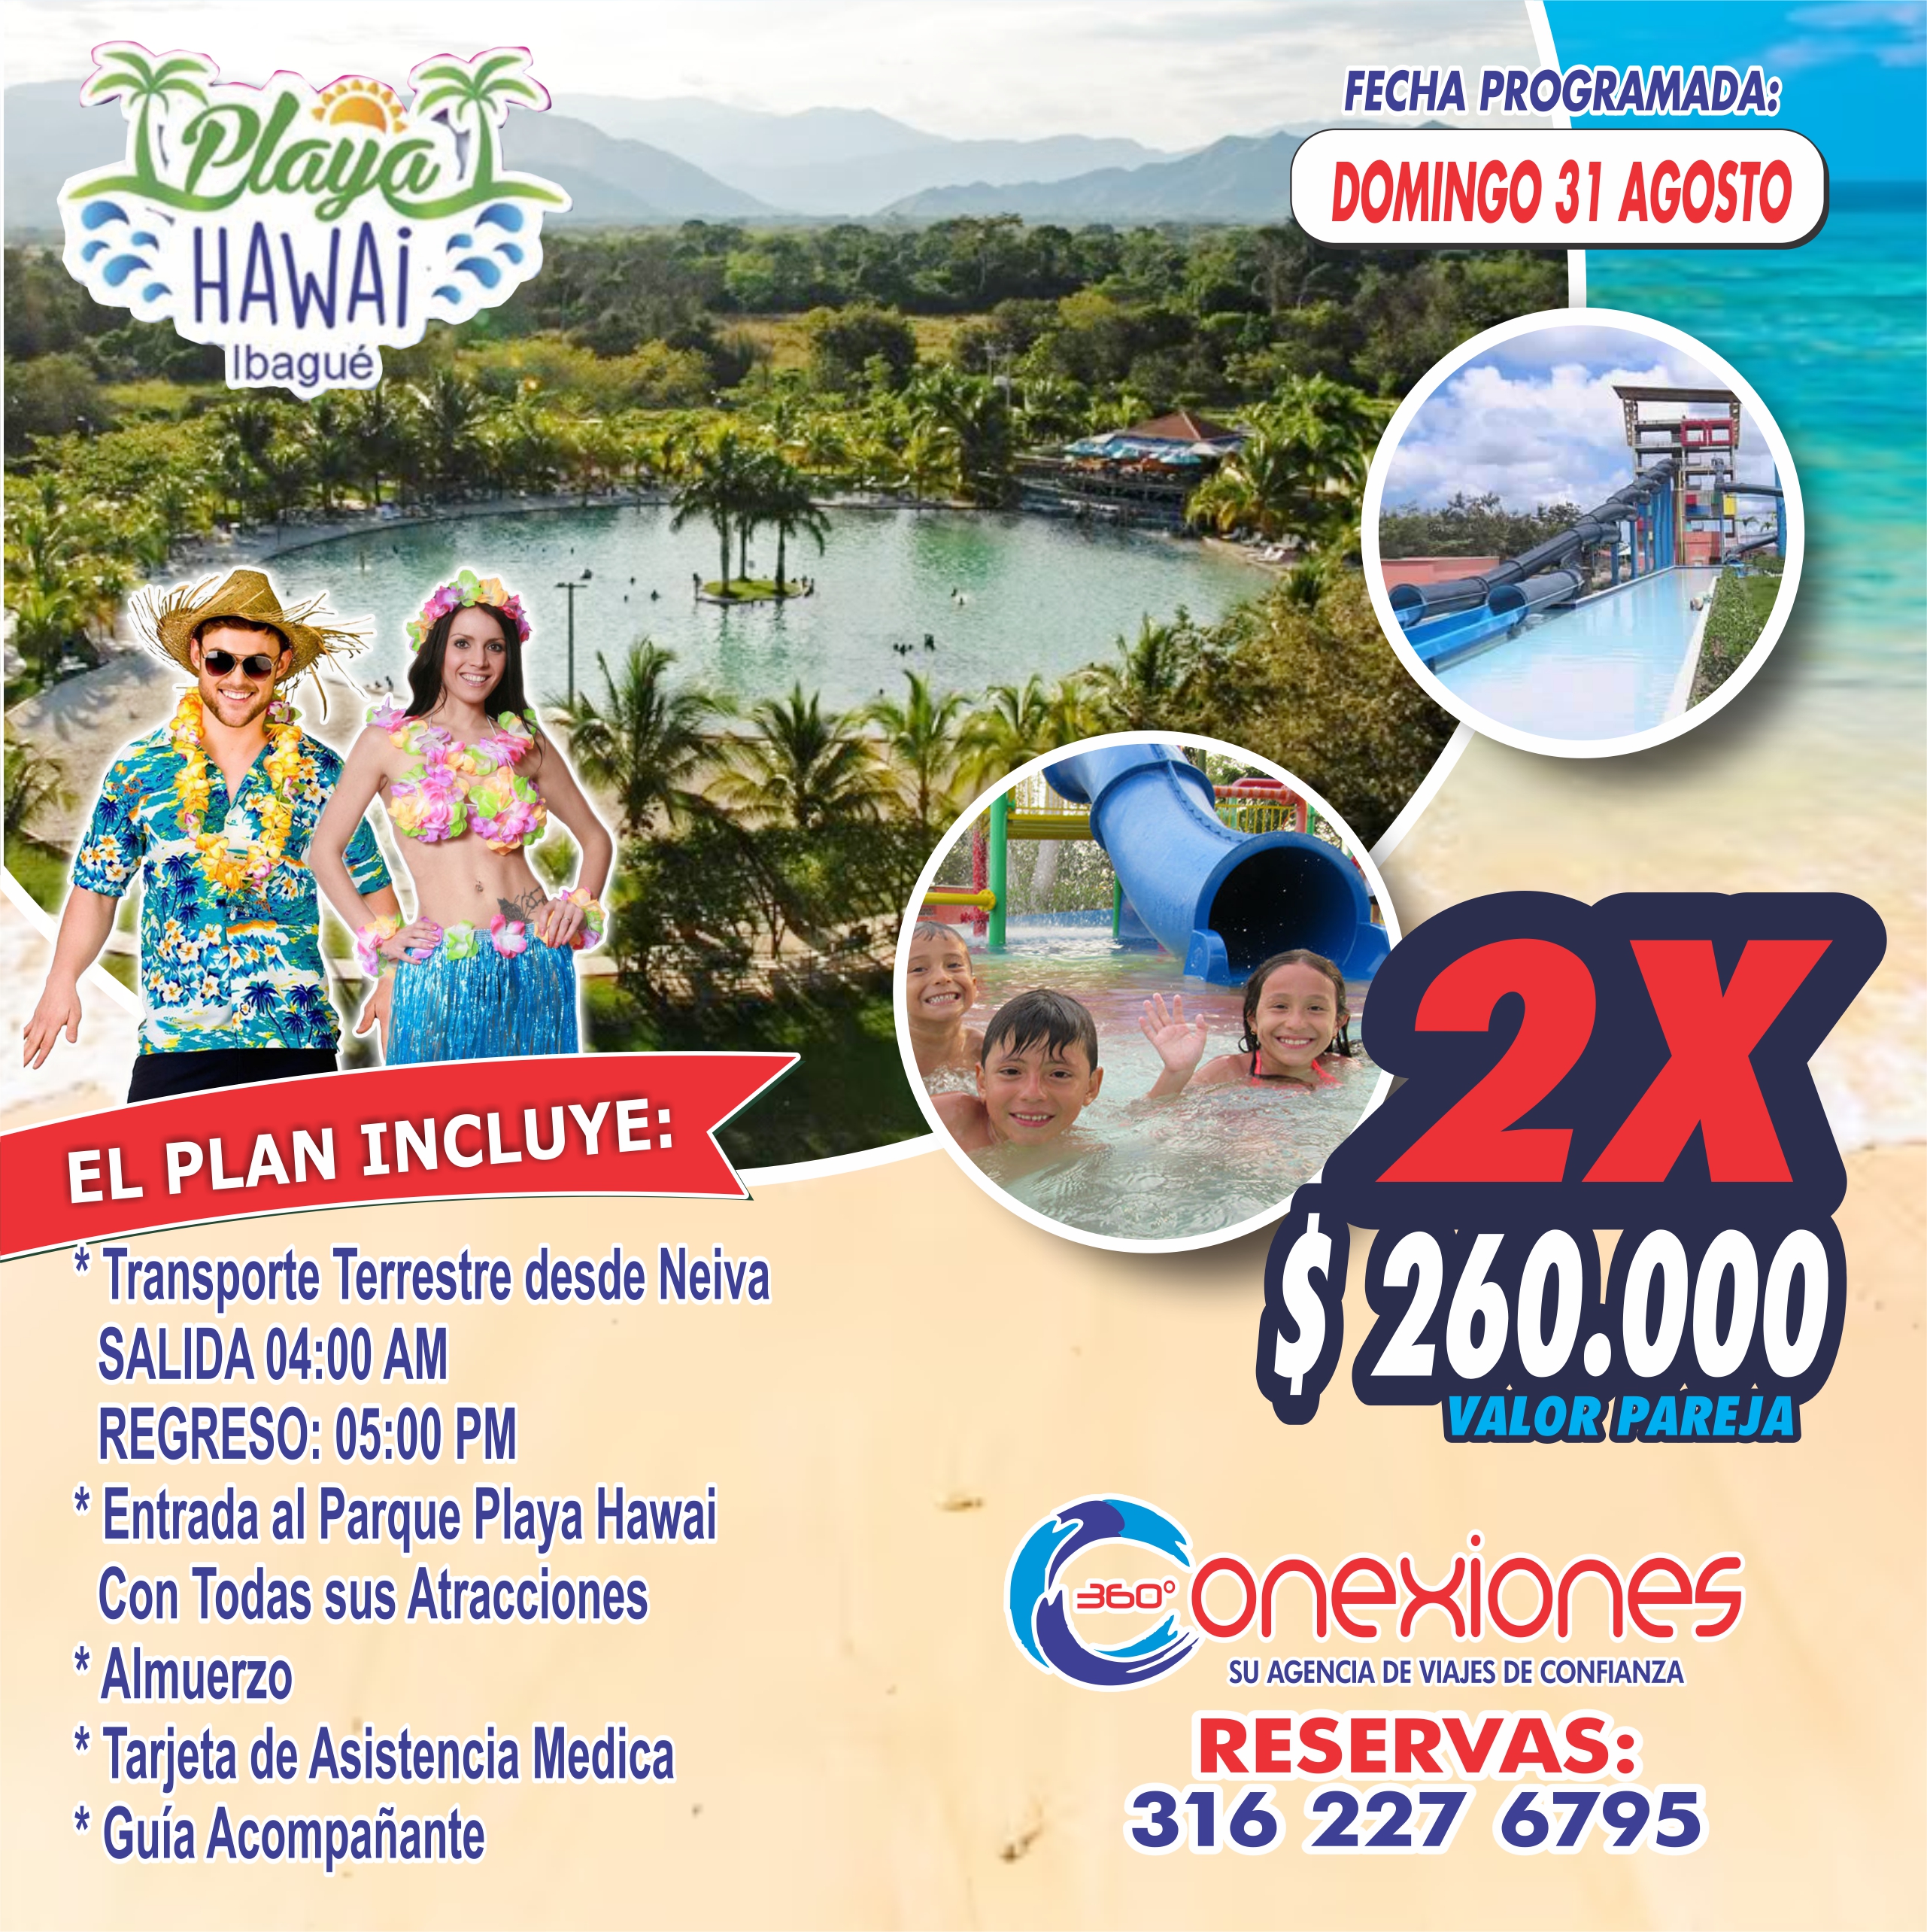 Playa
HAWAi
Ibagué
FECHA PROGRAMADA:
DOMINGO 31 AGOSTO
2X
$ 260.000
VALOR PAREJA
EL PLAN INCLUYE:
* Transporte Terrestre desde Neiva
SALIDA 04:00 AM
REGRESO: 05:00 PM
* Entrada al Parque Playa Hawai
Con Todas sus Atracciones
* Almuerzo
* Tarjeta de Asistencia Medica
* Guía Acompañante
360° Conexiones
SU AGENCIA DE VIAJES DE CONFIANZA
RESERVAS:
316 227 6795